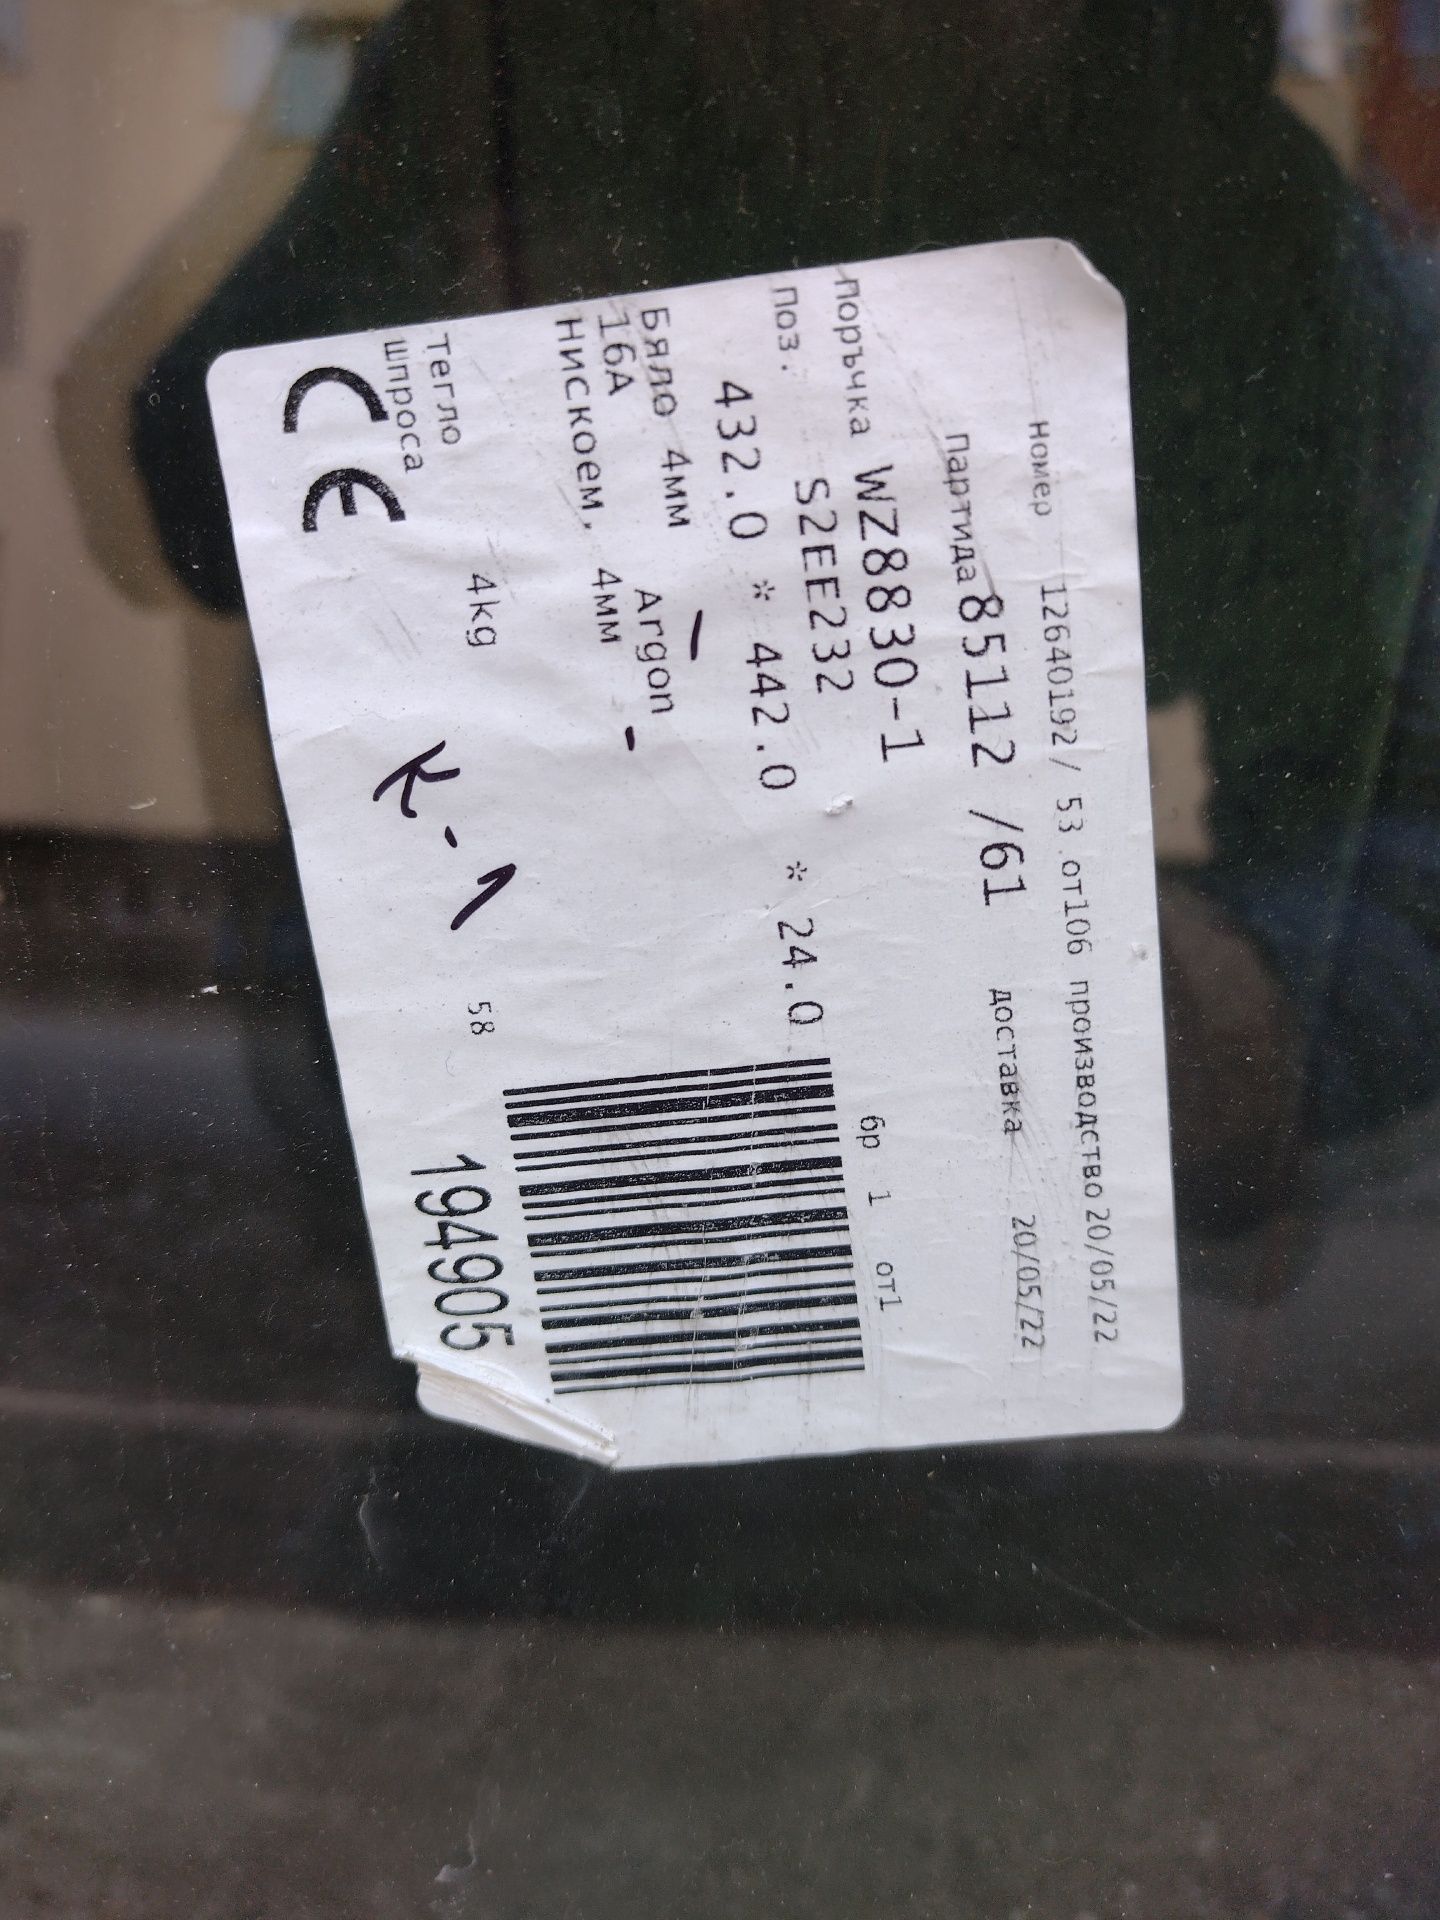 номер 12640192 / 53 от106 производство 20/05/22
Партида 85112 /61 доставка 20/05/22
Поръчка WZ8830-1
поз. S2EE232 бр 1 от1
432.0 * 442.0 * 24.0
Бяло 4мм
16A Argon
Нискоем. 4мм
тегло 4kg
шпроса
CE
К-1
58
194905